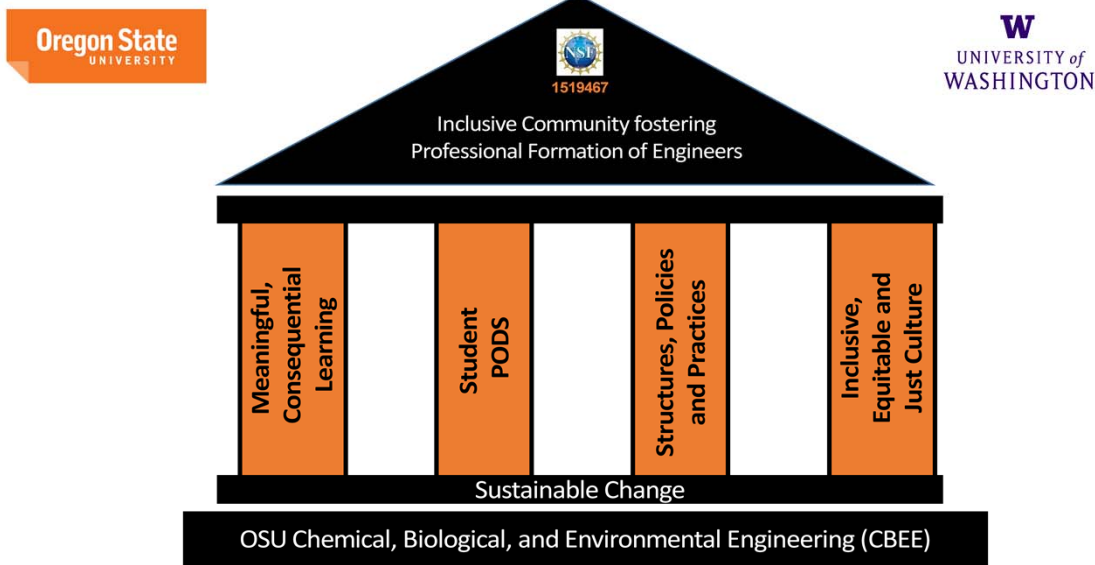 Oregon State
UNIVERSITY
W
UNIVERSITY of
WASHINGTON
NSF
1519467
Inclusive Community fostering
Professional Formation of Engineers
Meaningful,
Consequential
Learning
Student
PODS
Structures, Policies
and Practices
Inclusive,
Equitable and
Just Culture
Sustainable Change
OSU Chemical, Biological, and Environmental Engineering (CBEE)